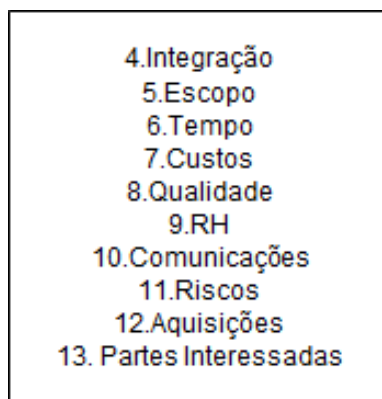 4.Integração
5.Escopo
6.Tempo
7.Custos
8.Qualidade
9.RH
10.Comunicações
11.Riscos
12.Aquisições
13. Partes Interessadas